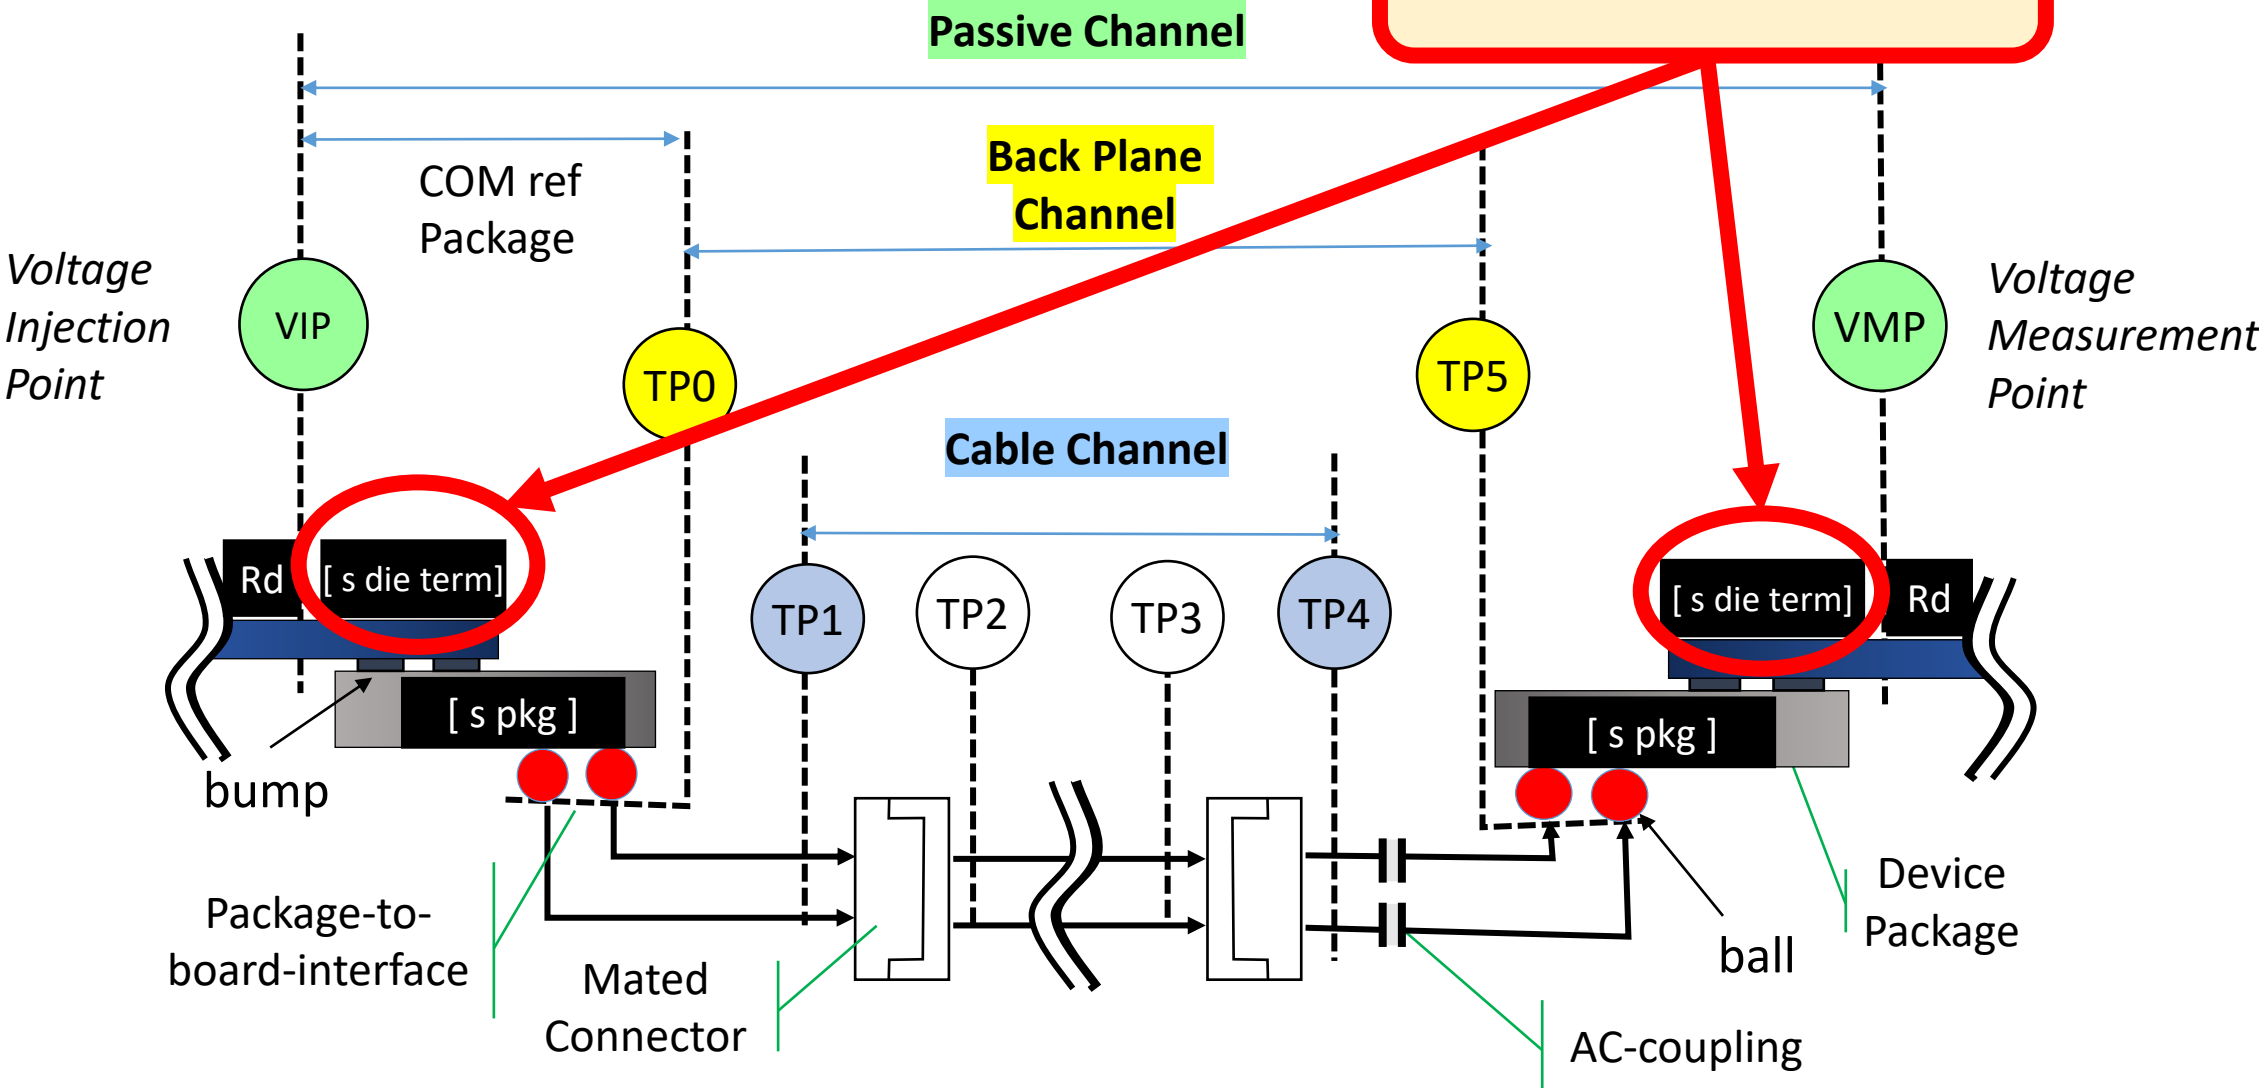 Passive Channel
COM ref
Package
Back Plane
Channel
Voltage
Injection
Point
VIP
TP0
TP5
VMP
Voltage
Measurement
Point
Cable Channel
Rd
[ s die term]
TP1
TP2
TP3
TP4
[ s die term]
Rd
[ s pkg ]
[ s pkg ]
bump
Package-to-
board-interface
Mated
Connector
ball
Device
Package
AC-coupling